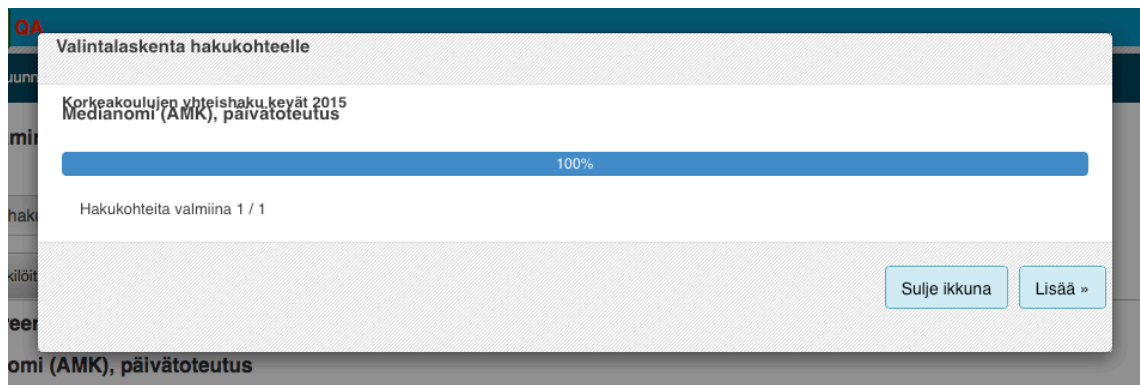 QA
Valintalaskenta hakukohteelle
Korkeakoulujen yhteishaku kevät 2015
Medianomi (AMK), päivätoteutus
100%
Hakukohteita valmiina 1 / 1
Sulje ikkuna
Lisää »
omi (AMK), päivätoteutus